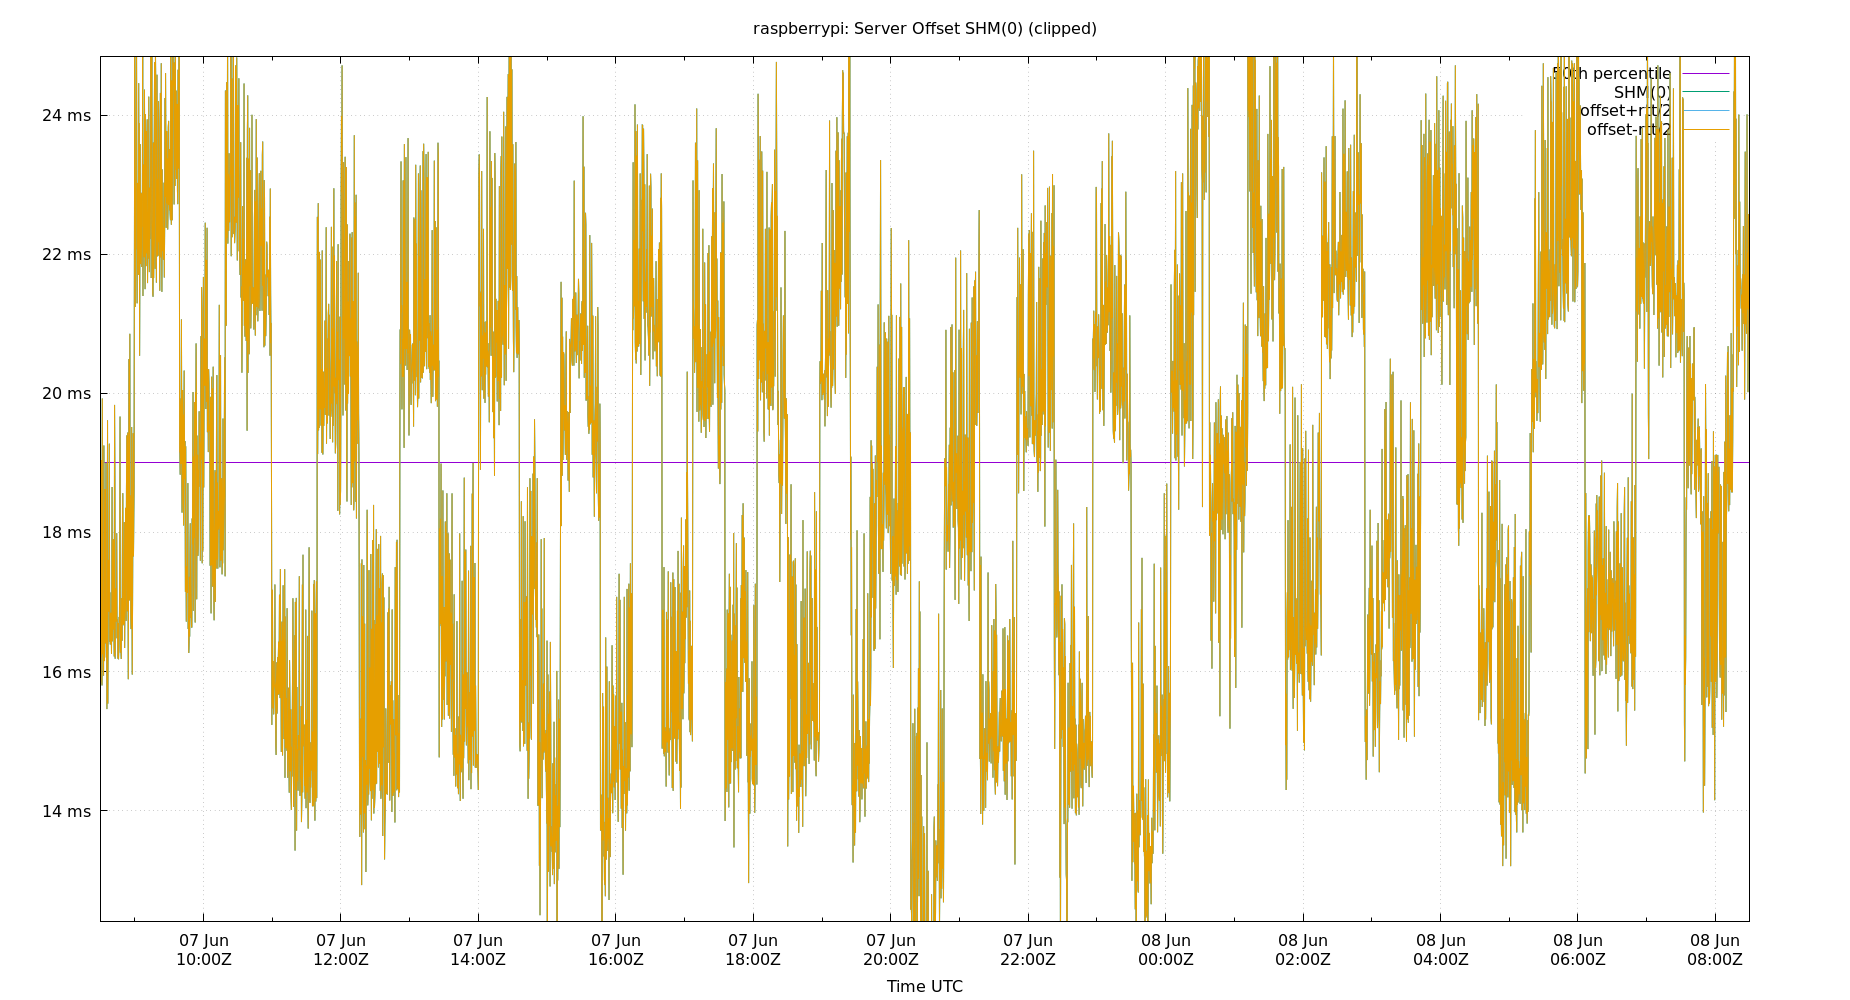 raspberrypi: Server Offset SHM(0) (clipped)
50th percentile
SHM(0)
offset+rtt/2
offset-rtt/2
24 ms
22 ms
20 ms
18 ms
16 ms
14 ms
07 Jun 07 Jun 07 Jun 07 Jun 07 Jun 07 Jun 07 Jun 08 Jun 08 Jun 08 Jun 08 Jun 08 Jun
10:00Z 12:00Z 14:00Z 16:00Z 18:00Z 20:00Z 22:00Z 00:00Z 02:00Z 04:00Z 06:00Z 08:00Z
Time UTC